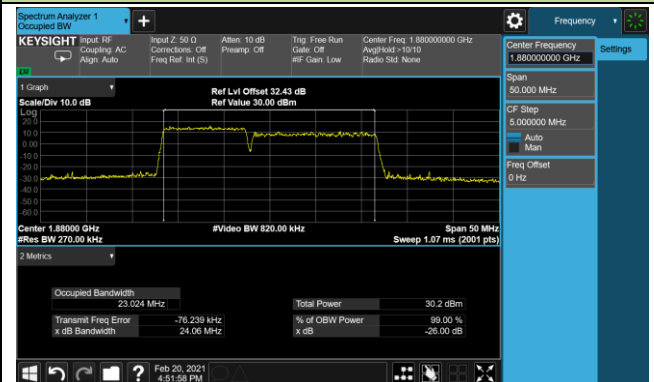 Spectrum Analyzer 1
Occupied BW
Frequency
KEYSIGHT
Input: RF
Coupling: AC
Align: Auto
Input Z: 50 Ω
Corrections: Off
Freq Ref: Int (S)
Atten: 10 dB
Preamp: Off
Trig: Free Run
Gate: Off
#IF Gain: Low
Center Freq: 1.880000000 GHz
Avg|Hold:>10/10
Radio Std: None
Center Frequency
1.880000000 GHz
Settings
Span
50.000 MHz
CF Step
5.000000 MHz
Auto
Man
Freq Offset
0 Hz
1 Graph
Scale/Div 10.0 dB
Ref Lvl Offset 32.43 dB
Ref Value 30.00 dBm
Log
20.0
10.0
0.00
-10.0
-20.0
-30.0
-40.0
-50.0
-60.0
Center 1.88000 GHz
#Video BW 820.00 kHz
Span 50 MHz
#Res BW 270.00 kHz
Sweep 1.07 ms (2001 pts)
2 Metrics
Occupied Bandwidth
23.024 MHz
Total Power 30.2 dBm
Transmit Freq Error -76.239 kHz
% of OBW Power 99.00 %
x dB Bandwidth 24.06 MHz
x dB -26.00 dB
?
Feb 20, 2021
4:51:58 PM